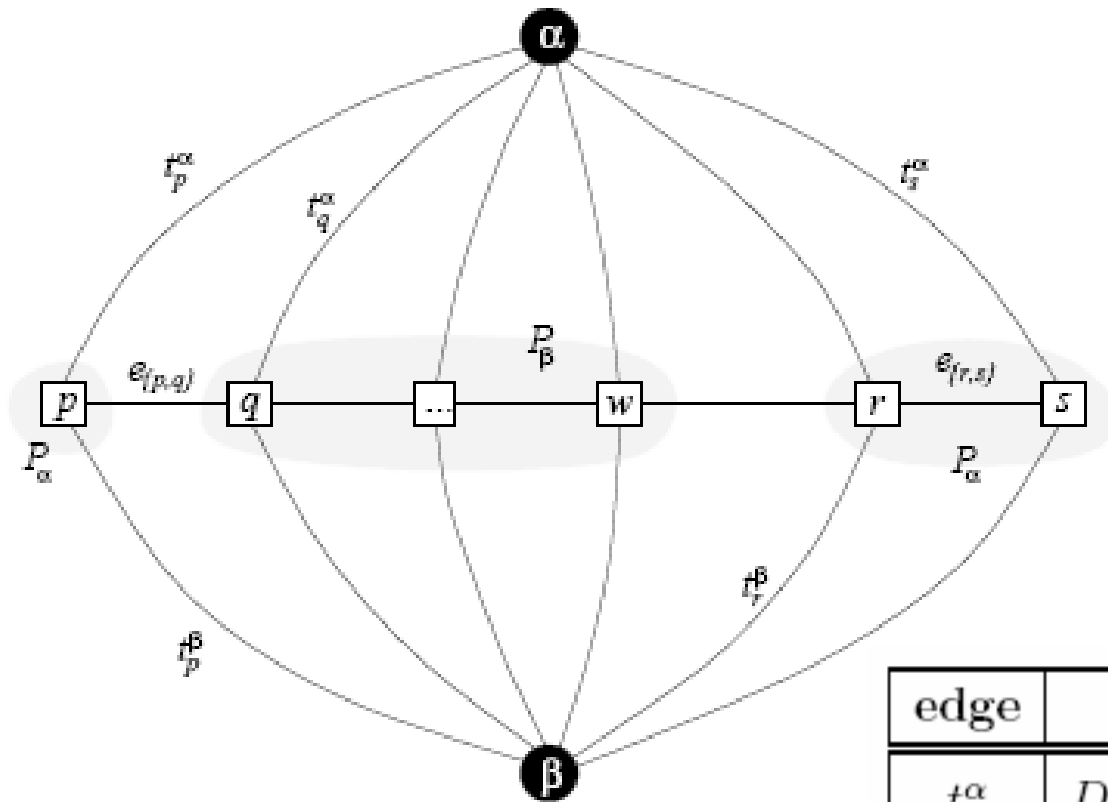 α
t_p^α
t_q^α
t_s^α
P_β
e_{p,q}
e_{r,s}
p
q
...
w
r
s
P_α
P_α
t_r^β
t_p^β
β
edge
t^α
D